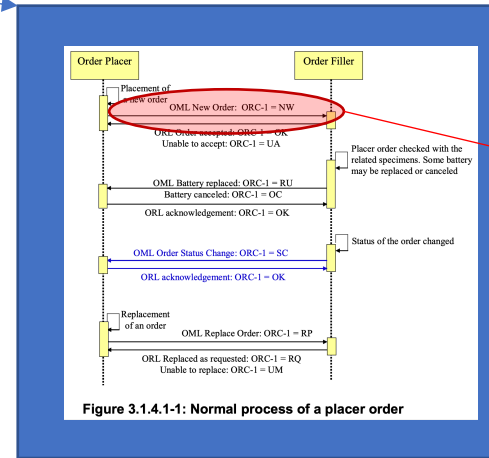 Order Placer
Order Filler
Placement of
a new order
OML New Order: ORC-1 = NW
ORL Order accepted: ORC-1 = OK
Unable to accept: ORC-1 = UA
Placer order checked with the
related specimens. Some battery
may be replaced or canceled
OML Battery replaced: ORC-1 = RU
Battery canceled: ORC-1 = OC
ORL acknowledgement: ORC-1 = OK
Status of the order changed
OML Order Status Change: ORC-1 = SC
ORL acknowledgement: ORC-1 = OK
Replacement
of an order
OML Replace Order: ORC-1 = RP
ORL Replaced as requested: ORC-1 = RQ
Unable to replace: ORC-1 = UM
Figure 3.1.4.1-1: Normal process of a placer order